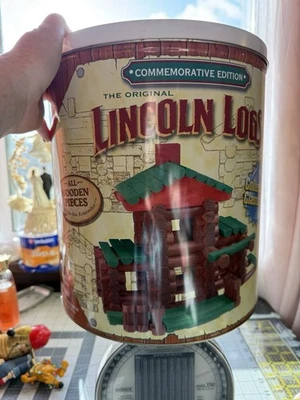 COMMEMORATIVE EDITION
THE ORIGINAL
LINCOLN LOGS
ALL
WOODEN
PIECES